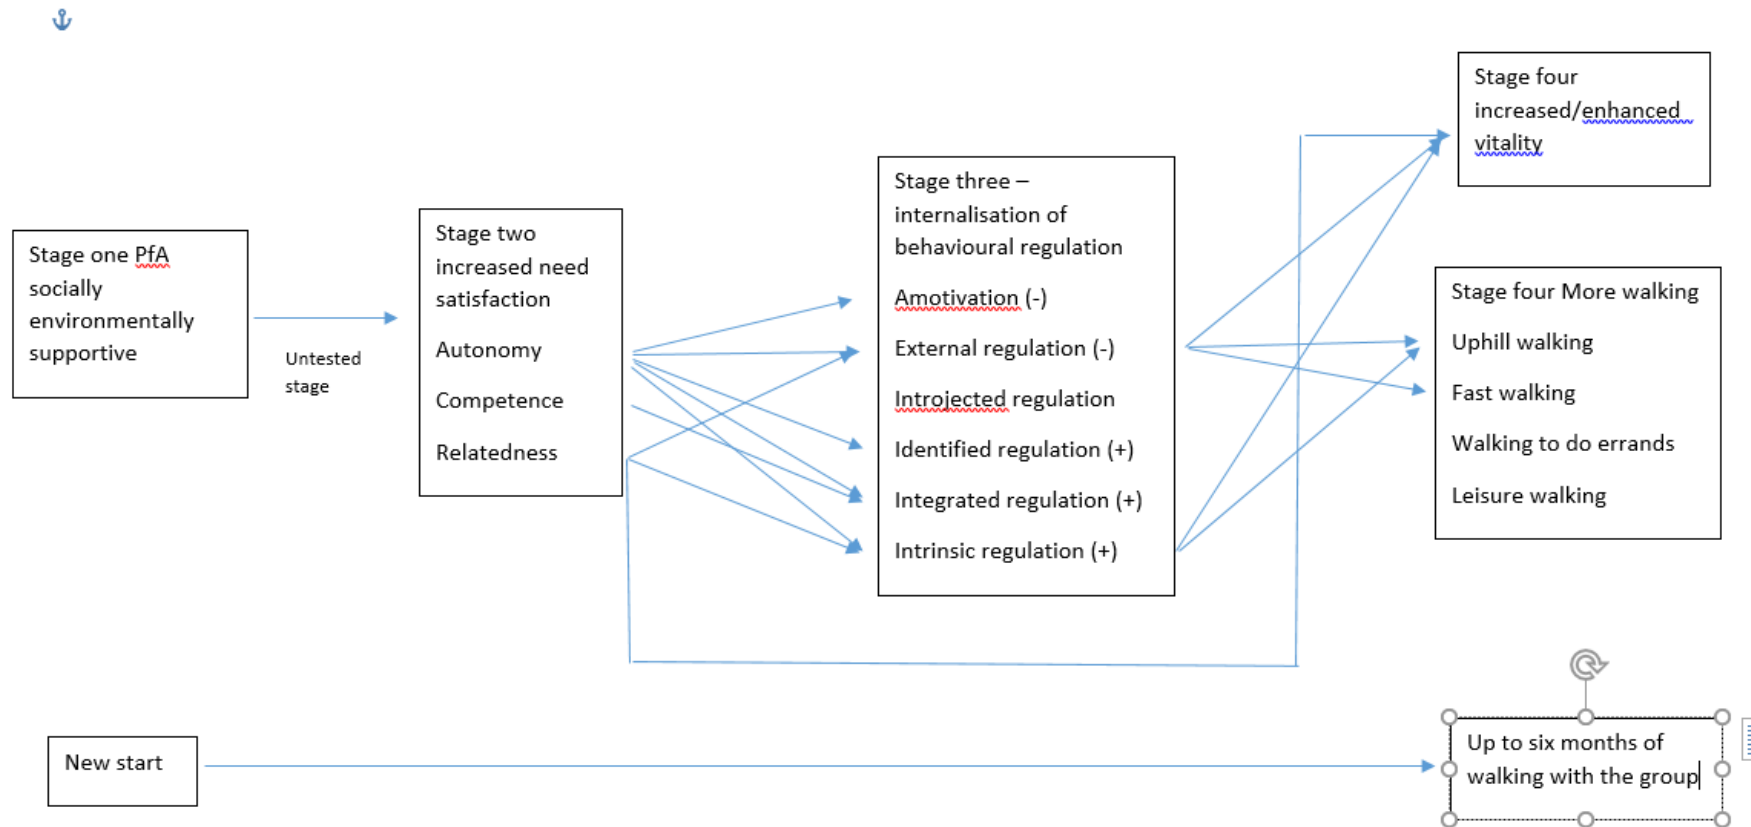 Stage one PfA
socially
environmentally
supportive
Untested
stage
Stage two
increased need
satisfaction
Autonomy
Competence
Relatedness
Stage three –
internalisation of
behavioural regulation
Amotivation (-)
External regulation (-)
Introjected regulation
Identified regulation (+)
Integrated regulation (+)
Intrinsic regulation (+)
Stage four
increased/enhanced
vitality
Stage four More walking
Uphill walking
Fast walking
Walking to do errands
Leisure walking
New start
Up to six months of
walking with the group